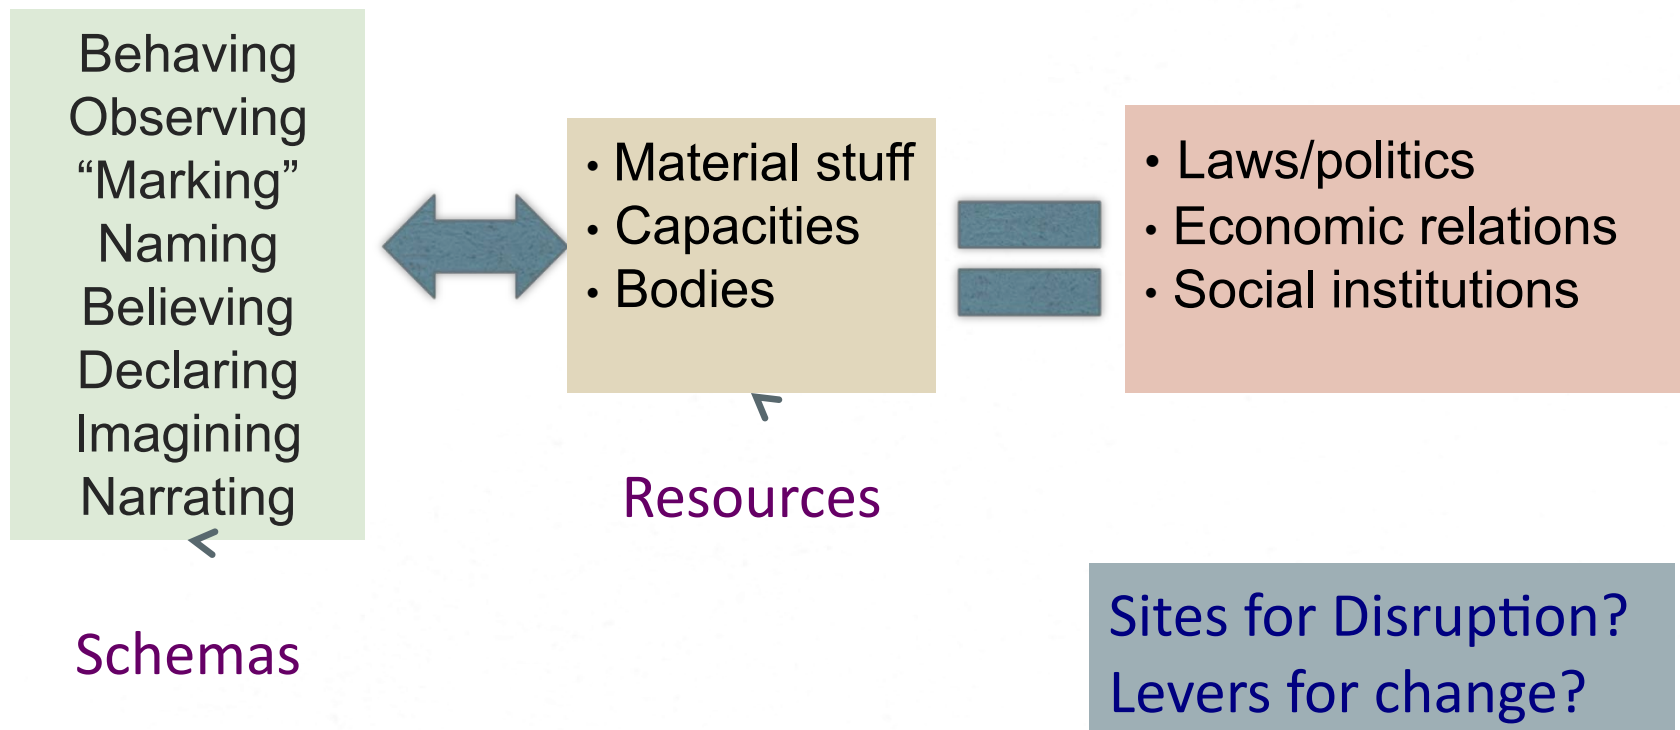 Behaving
Observing
“Marking”
Naming
Believing
Declaring
Imagining
Narrating
Schemas
• Material stuff
• Capacities
• Bodies
Resources
• Laws/politics
• Economic relations
• Social institutions
Sites for Disruption?
Levers for change?